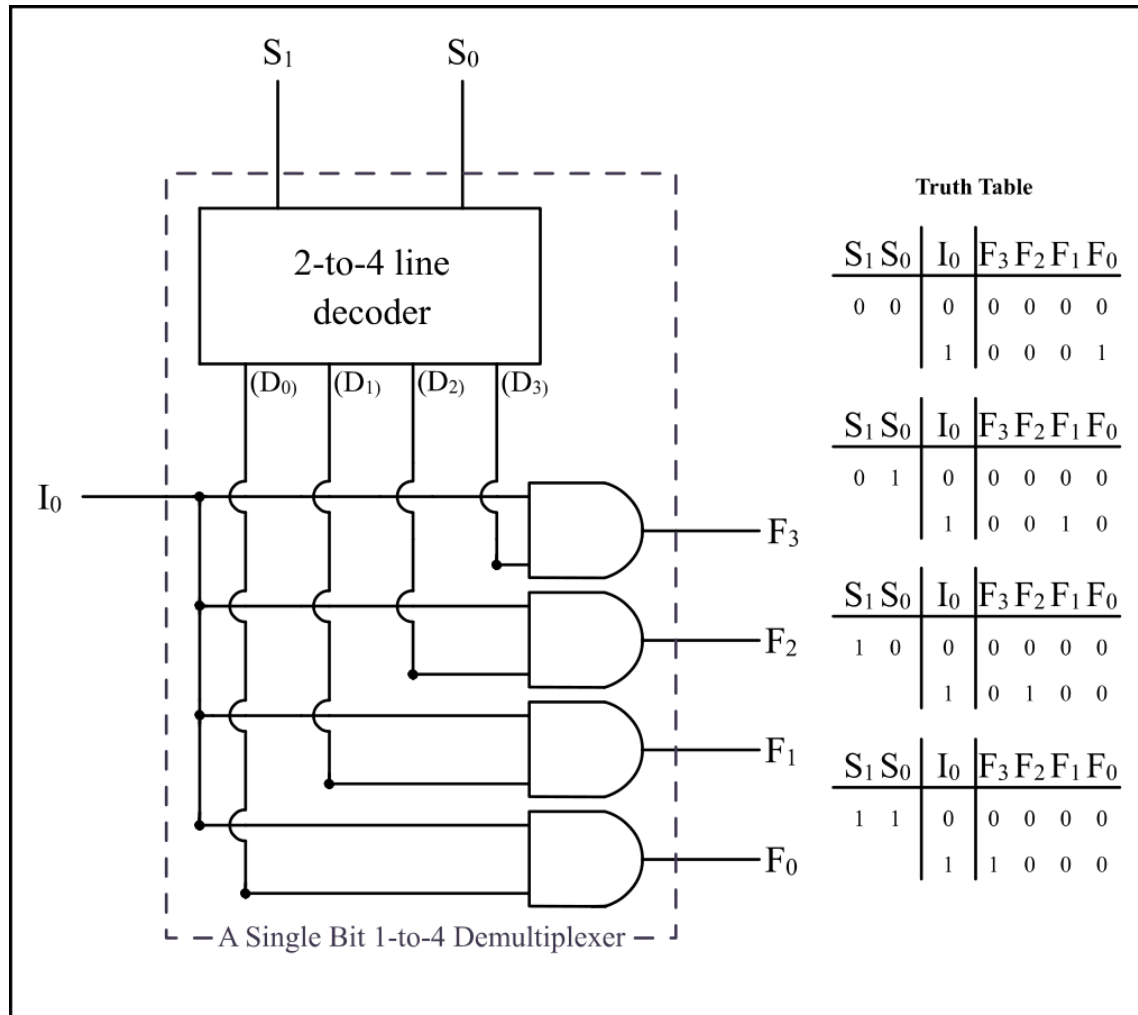 S₁ S₀
2-to-4 line
decoder
(D₀) (D₁) (D₂) (D₃)
I₀
F₃
F₂
F₁
F₀
A Single Bit 1-to-4 Demultiplexer
Truth Table
S₁ S₀ I₀ F₃ F₂ F₁ F₀
0 0 0 0 0 0 0
1 0 0 0 1
S₁ S₀ I₀ F₃ F₂ F₁ F₀
0 1 0 0 0 0 0
1 0 0 1 0
S₁ S₀ I₀ F₃ F₂ F₁ F₀
1 0 0 0 0 0 0
1 0 1 0 0
S₁ S₀ I₀ F₃ F₂ F₁ F₀
1 1 0 0 0 0 0
1 1 0 0 0